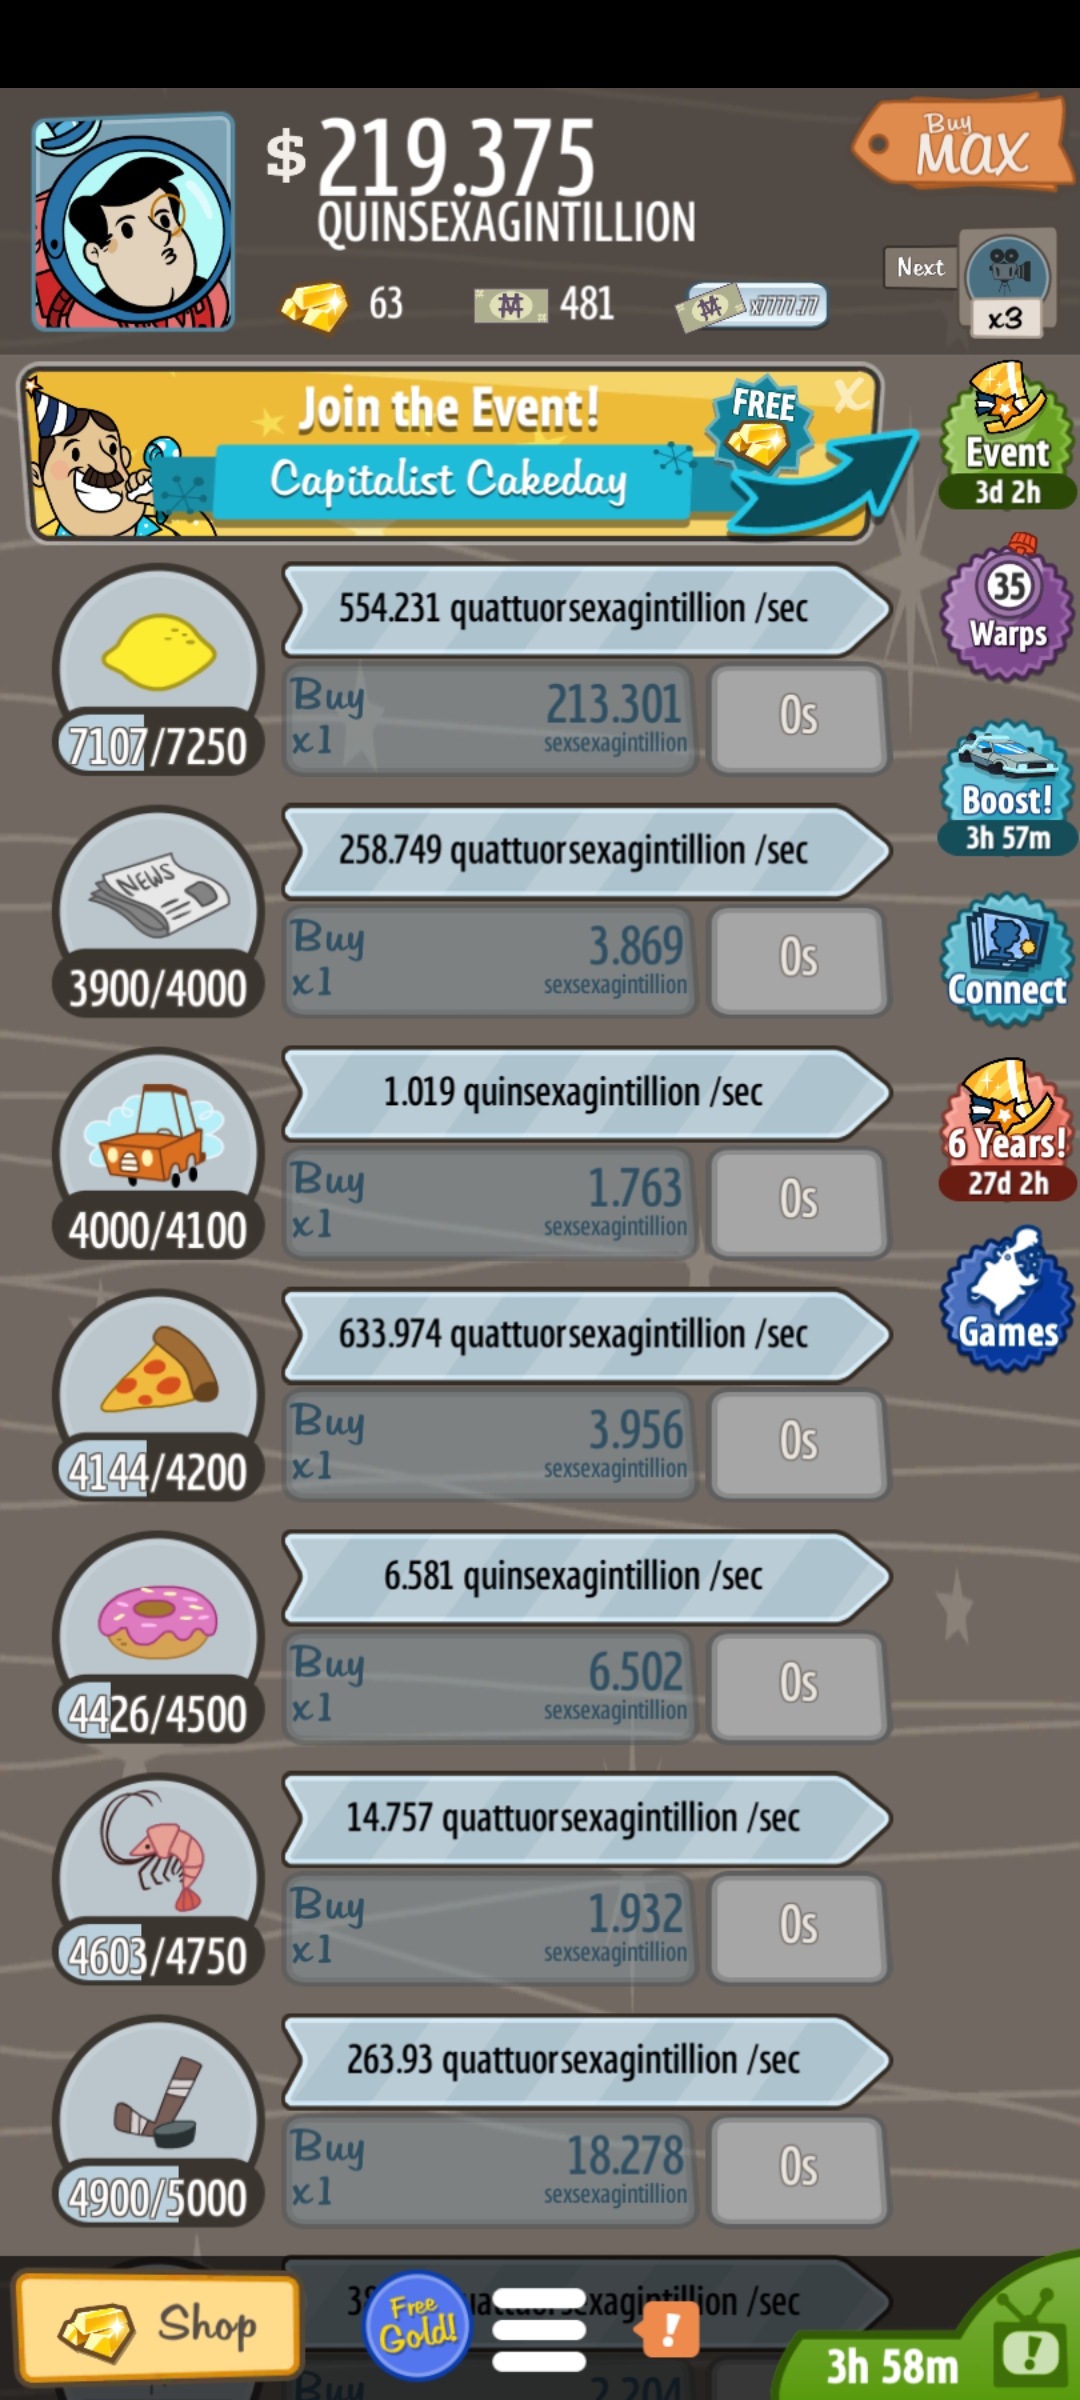 $ 219.375
QUINSEXAGINTILLION
Buy
MAX
63
481
x7777.77
Next
x3
Join the Event!
FREE
X
Capitalist Cakeday
Event
3d 2h
35
Warps
Boost!
3h 57m
Connect
6 Years!
27d 2h
Games
554.231 quattuorsexagintillion /sec
Buy
x1
213.301
sexsexagintillion
0s
7107/7250
NEWS
258.749 quattuorsexagintillion /sec
Buy
x1
3.869
sexsexagintillion
0s
3900/4000
1.019 quinsexagintillion /sec
Buy
x1
1.763
sexsexagintillion
0s
4000/4100
633.974 quattuorsexagintillion /sec
Buy
x1
3.956
sexsexagintillion
0s
4144/4200
6.581 quinsexagintillion /sec
Buy
x1
6.502
sexsexagintillion
0s
4426/4500
14.757 quattuorsexagintillion /sec
Buy
x1
1.932
sexsexagintillion
0s
4603/4750
263.93 quattuorsexagintillion /sec
Buy
x1
18.278
sexsexagintillion
0s
4900/5000
/sec
Shop
Free
Gold!
!
3h 58m
!
Buy
2.204